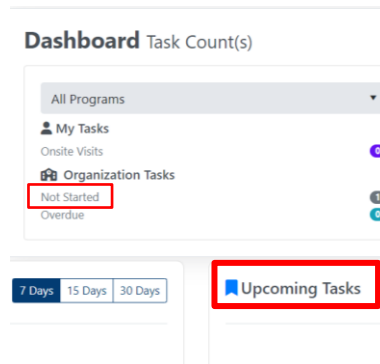 Dashboard Task Count(s)
All Programs
My Tasks
Onsite Visits
Organization Tasks
Not Started
Overdue
7 Days 15 Days 30 Days
Upcoming Tasks